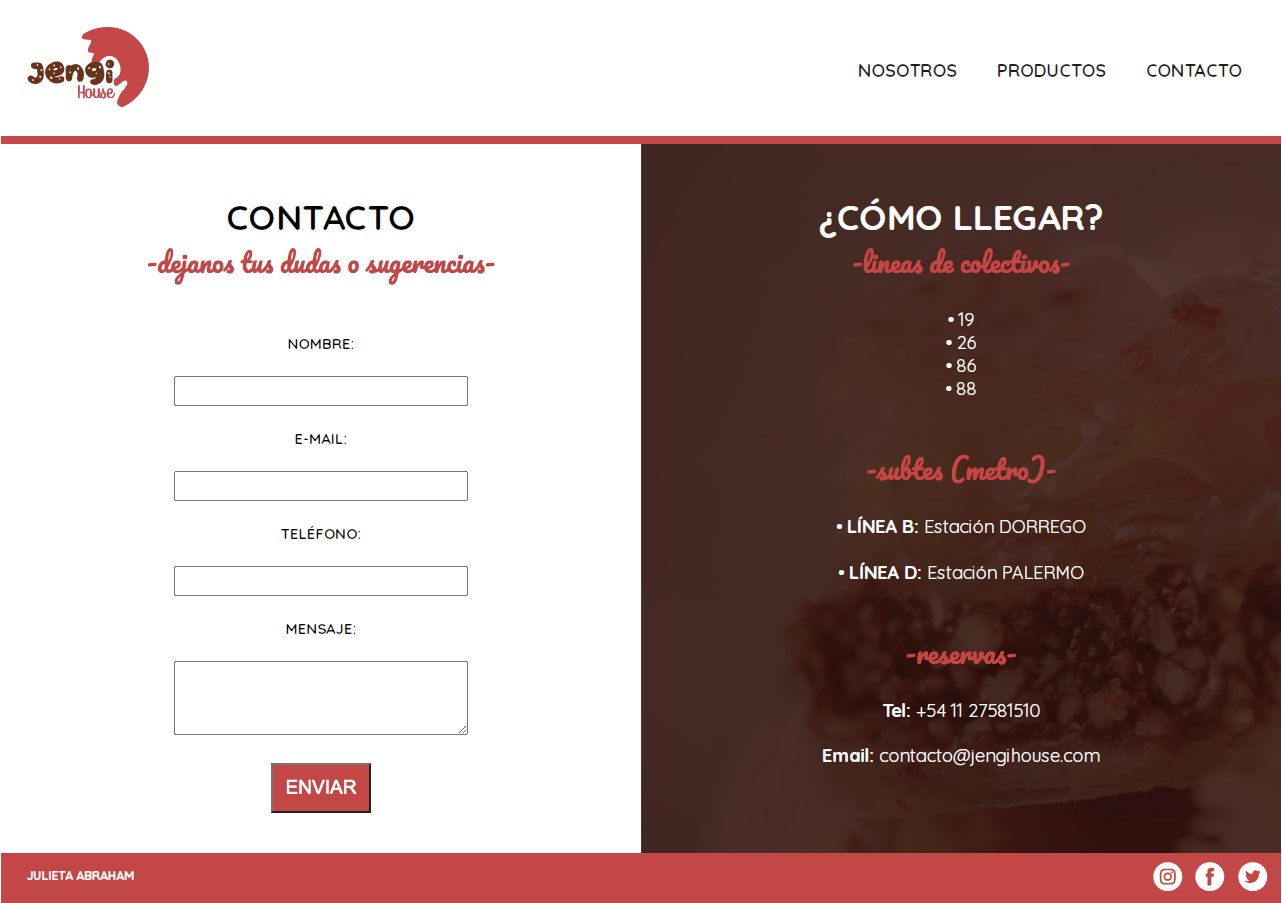 Jengi
House
NOSOTROS PRODUCTOS CONTACTO
CONTACTO
-dejanos tus dudas o sugerencias-
NOMBRE:
E-MAIL:
TELÉFONO:
MENSAJE:
ENVIAR
¿CÓMO LLEGAR?
-lineas de colectivos-
• 19
• 26
• 86
• 88
-subtes (metro)-
• LÍNEA B: Estación DORREGO
• LÍNEA D: Estación PALERMO
-reservas-
Tel: +54 11 27581510
Email: contacto@jengihouse.com
JULIETA ABRAHAM